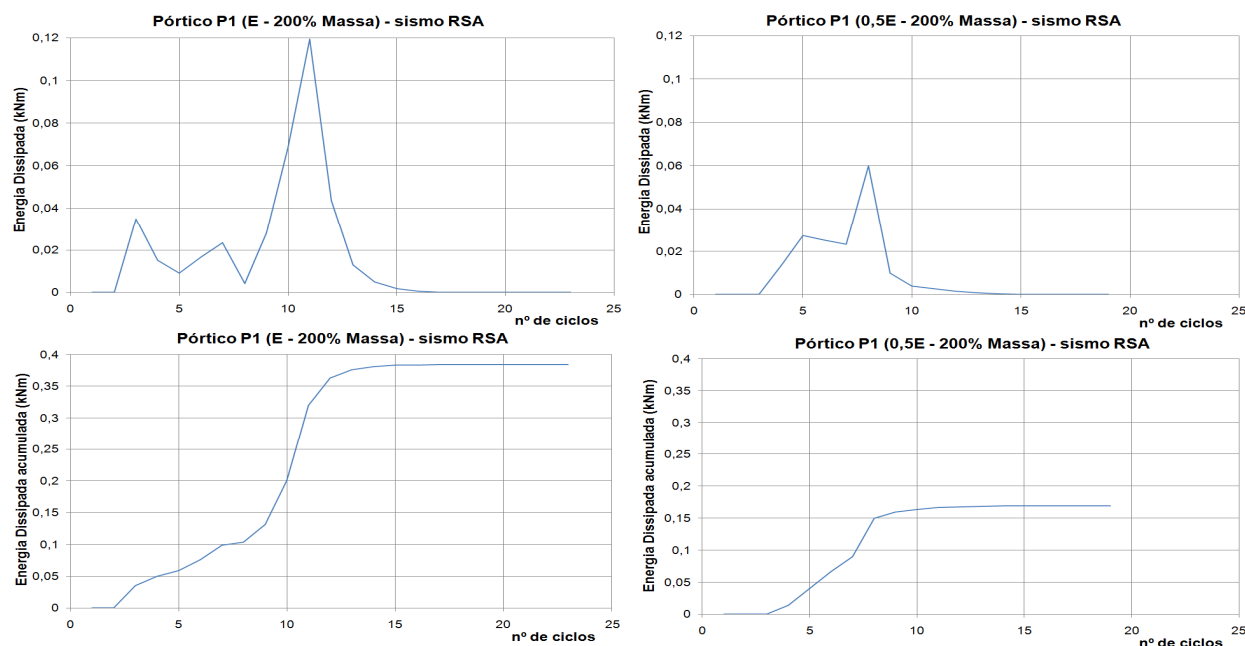 Pórtico P1 (E - 200% Massa) - sismo RSA
Energia Dissipada (kNm)
0,12
0,1
0,08
0,06
0,04
0,02
0
0 5 10 15 20 25
nº de ciclos
Pórtico P1 (0,5E - 200% Massa) - sismo RSA
Energia Dissipada (kNm)
0,12
0,1
0,08
0,06
0,04
0,02
0
0 5 10 15 20 25
nº de ciclos
Pórtico P1 (E - 200% Massa) - sismo RSA
Energia Dissipada acumulada (kNm)
0,4
0,35
0,3
0,25
0,2
0,15
0,1
0,05
0
0 5 10 15 20 25
nº de ciclos
Pórtico P1 (0,5E - 200% Massa) - sismo RSA
Energia Dissipada acumulada (kNm)
0,4
0,35
0,3
0,25
0,2
0,15
0,1
0,05
0
0 5 10 15 20 25
nº de ciclos